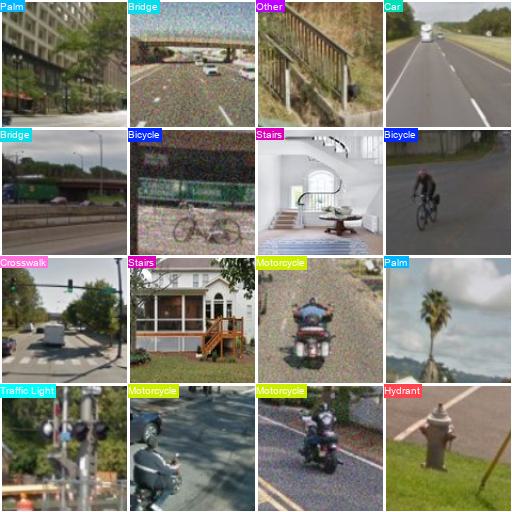 Palm
Bridge
Other
Car
Bridge
Bicycle
Stairs
Bicycle
Crosswalk
Stairs
Motorcycle
Palm
Traffic Light
Motorcycle
Motorcycle
Hydrant